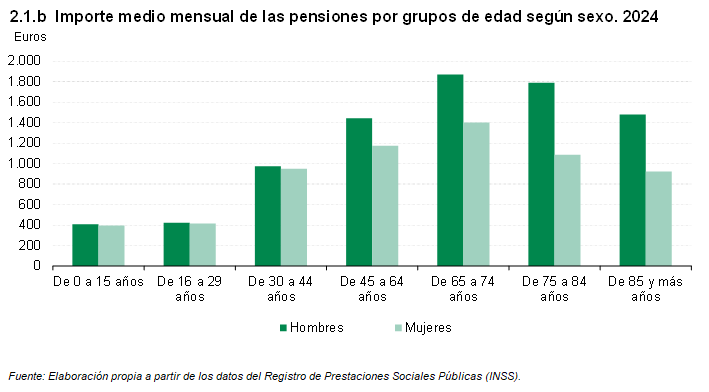 2.1.b Importe medio mensual de las pensiones por grupos de edad según sexo. 2024
Euros
2.000
1.800
1.600
1.400
1.200
1.000
800
600
400
200
0
De 0 a 15 años De 16 a 29 De 30 a 44 De 45 a 64 De 65 a 74 De 75 a 84 De 85 y más
años años años años años años
Hombres Mujeres
Fuente: Elaboración propia a partir de los datos del Registro de Prestaciones Sociales Públicas (INSS).